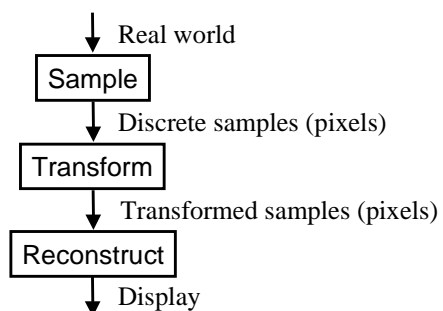 Real world
Sample
Discrete samples (pixels)
Transform
Transformed samples (pixels)
Reconstruct
Display